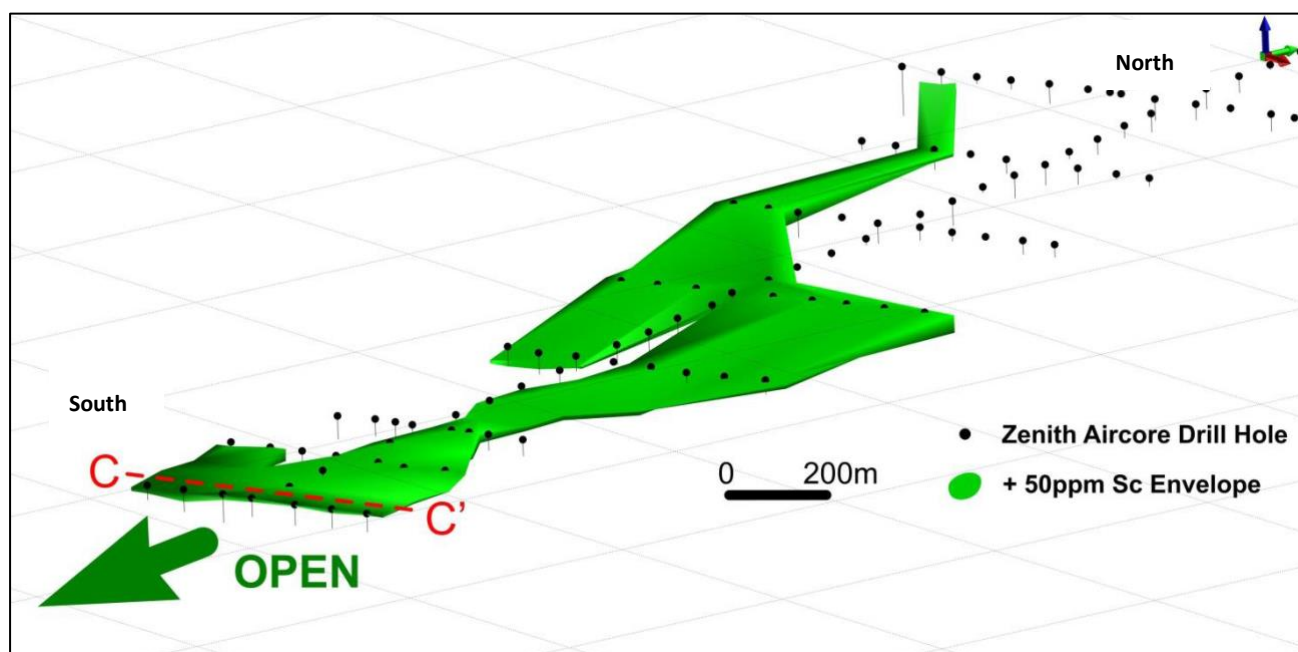 North
South
C
C'
0 200m
Zenith Aircore Drill Hole
+ 50ppm Sc Envelope
OPEN